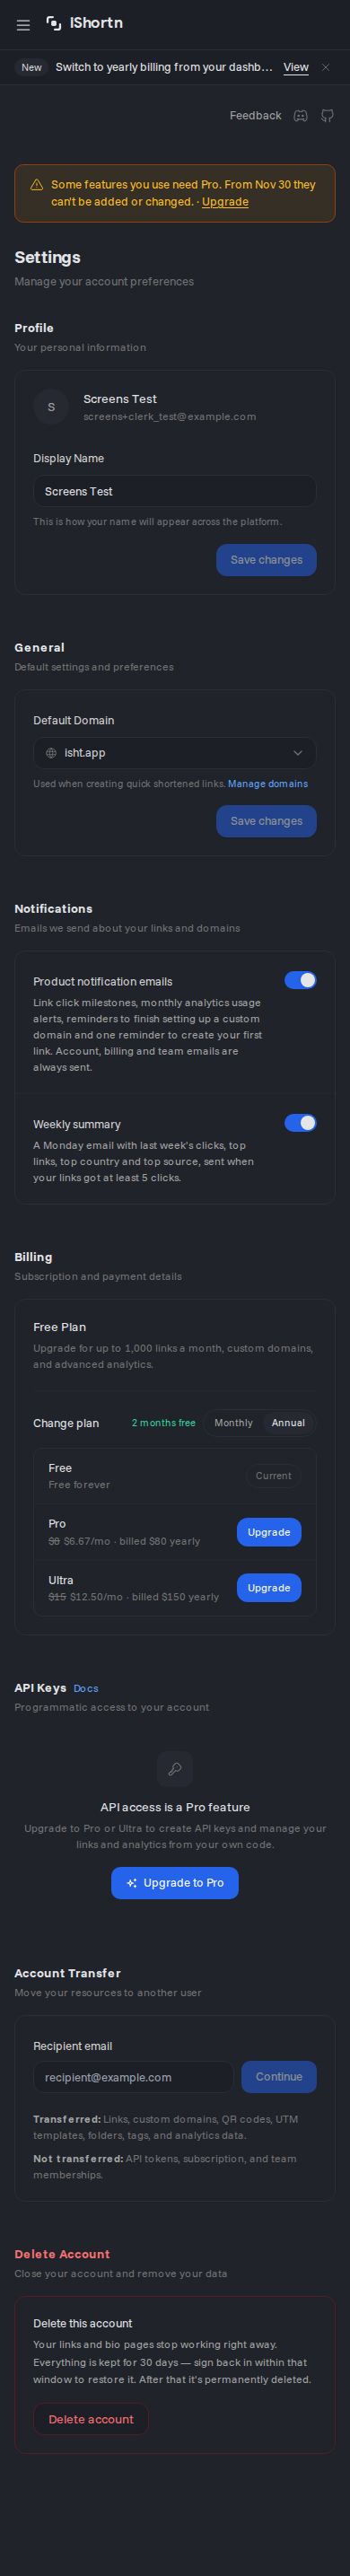 IShortn
New Switch to yearly billing from your dashb... View
Feedback
Some features you use need Pro. From Nov 30 they
can't be added or changed. · Upgrade
Settings
Manage your account preferences
Profile
Your personal information
S
Screens Test
screens+clerk_test@example.com
Display Name
Screens Test
This is how your name will appear across the platform.
Save changes
General
Default settings and preferences
Default Domain
isht.app
Used when creating quick shortened links. Manage domains
Save changes
Notifications
Emails we send about your links and domains
Product notification emails
Link click milestones, monthly analytics usage
alerts, reminders to finish setting up a custom
domain and one reminder to create your first
link. Account, billing and team emails are
always sent.
Weekly summary
A Monday email with last week's clicks, top
links, top country and top source, sent when
your links got at least 5 clicks.
Billing
Subscription and payment details
Free Plan
Upgrade for up to 1,000 links a month, custom domains,
and advanced analytics.
Change plan 2 months free Monthly Annual
Free
Free forever
Current
Pro
$8 $6.67/mo · billed $80 yearly
Upgrade
Ultra
$15 $12.50/mo · billed $150 yearly
Upgrade
API Keys Docs
Programmatic access to your account
API access is a Pro feature
Upgrade to Pro or Ultra to create API keys and manage your
links and analytics from your own code.
Upgrade to Pro
Account Transfer
Move your resources to another user
Recipient email
recipient@example.com
Continue
Transferred: Links, custom domains, QR codes, UTM
templates, folders, tags, and analytics data.
Not transferred: API tokens, subscription, and team
memberships.
Delete Account
Close your account and remove your data
Delete this account
Your links and bio pages stop working right away.
Everything is kept for 30 days — sign back in within that
window to restore it. After that it's permanently deleted.
Delete account